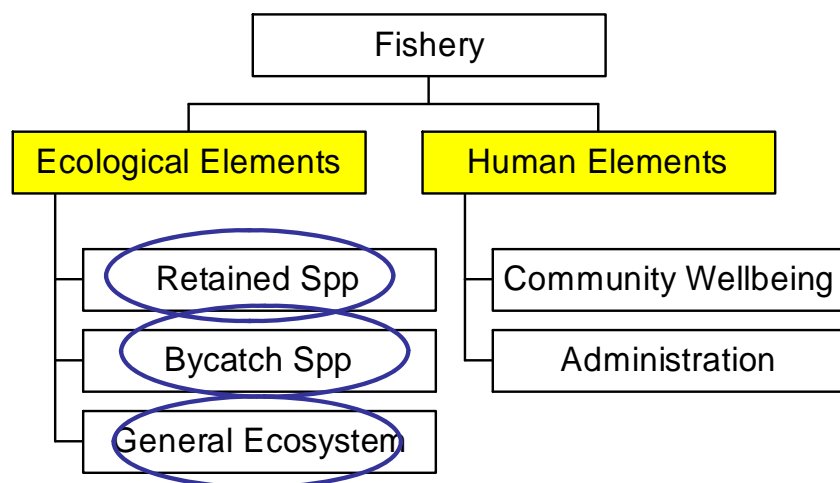 Fishery
Ecological Elements
Human Elements
Retained Spp
Community Wellbeing
Bycatch Spp
Administration
General Ecosystem